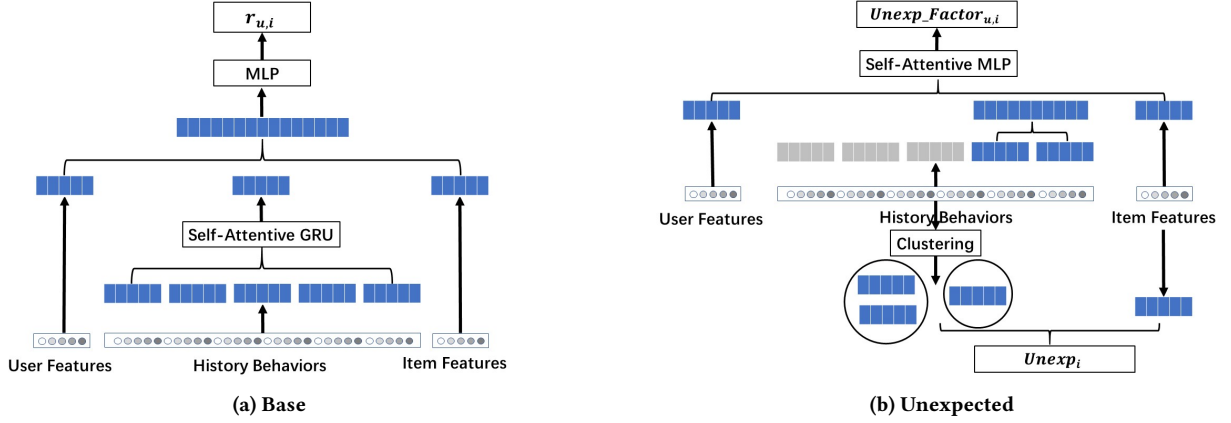 r_{u,i}
MLP
Self-Attentive GRU
User Features
History Behaviors
Item Features
(a) Base
Unexp_Factor_{u,i}
Self-Attentive MLP
User Features
History Behaviors
Item Features
Clustering
Unexp_i
(b) Unexpected